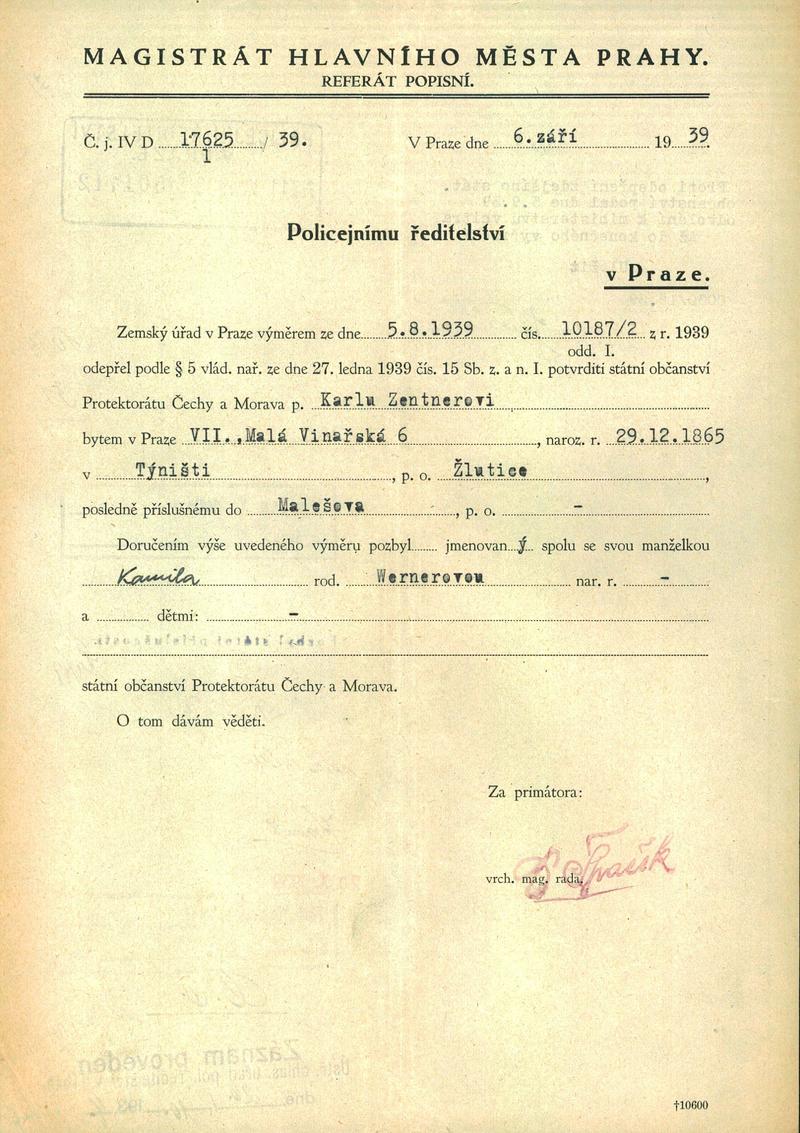 MAGISTRÁT HLAVNÍHO MĚSTA PRAHY.
REFERÁT POPISNÍ.
Č. j. IV D 17625/1 / 39. V Praze dne 6. září 19 39
Policejnímu ředitelství
v Praze.
Zemský úřad v Praze výměrem ze dne 5.8.1939 čís. 10187/2 z r. 1939
odd. I.
odepřel podle § 5 vlád. nař. ze dne 27. ledna 1939 čís. 15 Sb. z. a n. I. potvrditi státní občanství
Protektorátu Čechy a Morava p. Karlu Zentnerovi
bytem v Praze VII., Malá Vinařská 6, naroz. r. 29.12.1865
v Týništi, p. o. Žlutice,
posledně příslušnému do Malešova, p. o. -
Doručením výše uvedeného výměru pozbyl jmenovaný spolu se svou manželkou
Kamila rod. Wernerovou nar. r. -
a dětmi: -
státní občanství Protektorátu Čechy a Morava.
O tom dávám věděti.
Za primátora:
vrch. mag. rada.
Záznam proveden
†10600